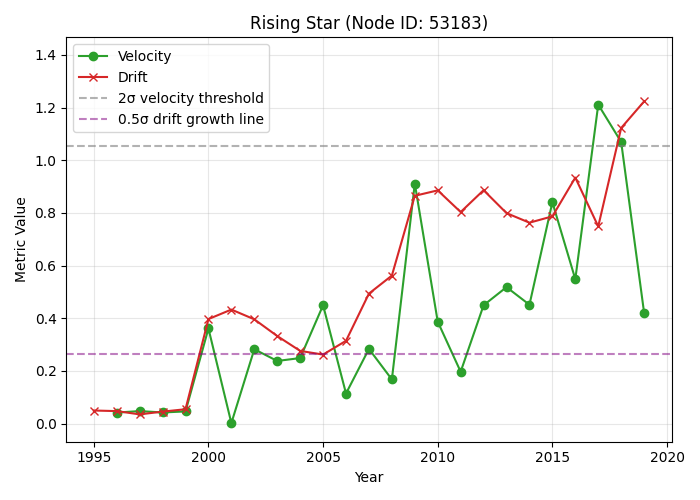 Rising Star (Node ID: 53183)
Velocity
Drift
2σ velocity threshold
0.5σ drift growth line
Metric Value
1.4
1.2
1.0
0.8
0.6
0.4
0.2
0.0
1995 2000 2005 2010 2015 2020
Year